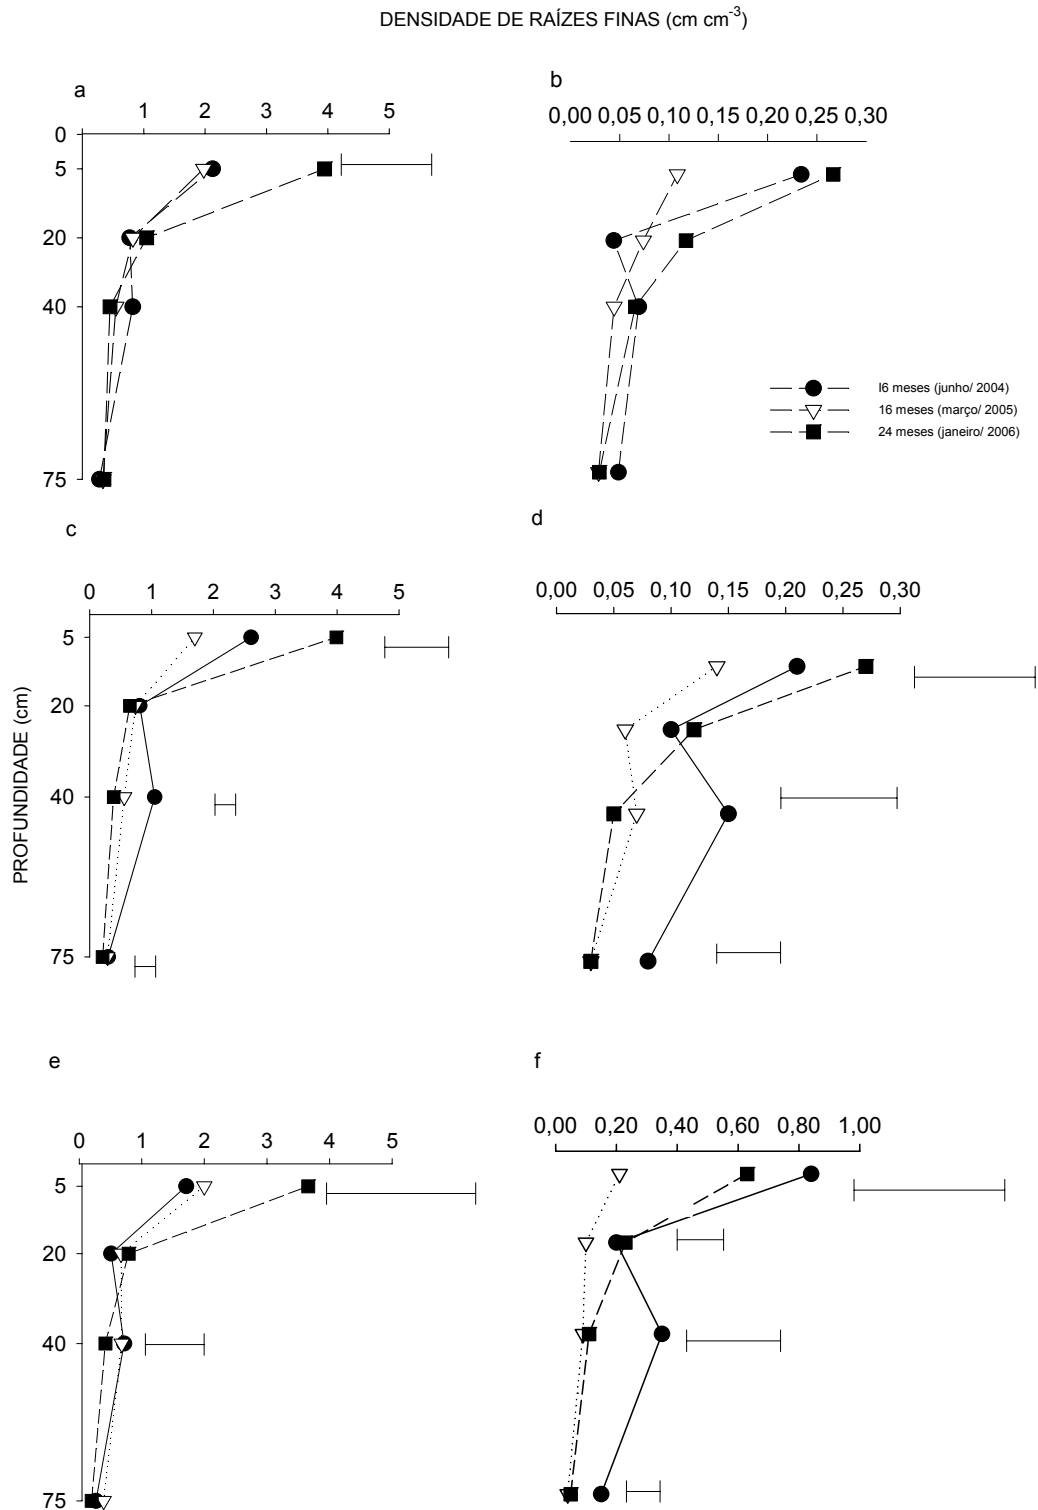 DENSIDADE DE RAÍZES FINAS (cm cm-3)
a
b
1 2 3 4 5
0,00 0,05 0,10 0,15 0,20 0,25 0,30
0
5
20
40
75
l6 meses (junho/ 2004)
16 meses (março/ 2005)
24 meses (janeiro/ 2006)
c
d
0 1 2 3 4 5
0,00 0,05 0,10 0,15 0,20 0,25 0,30
5
20
40
75
PROFUNDIDADE (cm)
e
f
0 1 2 3 4 5
0,00 0,20 0,40 0,60 0,80 1,00
5
20
40
75